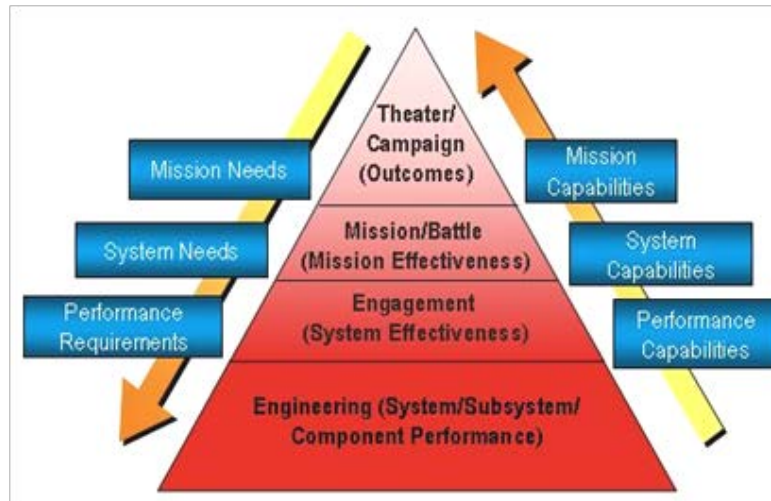 Theater/
Campaign
(Outcomes)
Mission Needs
Mission
Capabilities
Mission/Battle
(Mission Effectiveness)
System Needs
System
Capabilities
Engagement
(System Effectiveness)
Performance
Requirements
Performance
Capabilities
Engineering (System/Subsystem/
Component Performance)